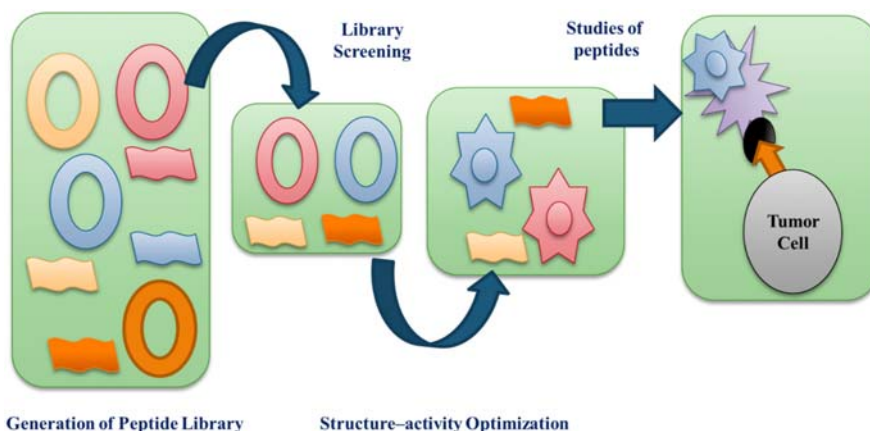 Library
Screening
Studies of
peptides
Tumor
Cell
Generation of Peptide Library
Structure–activity Optimization